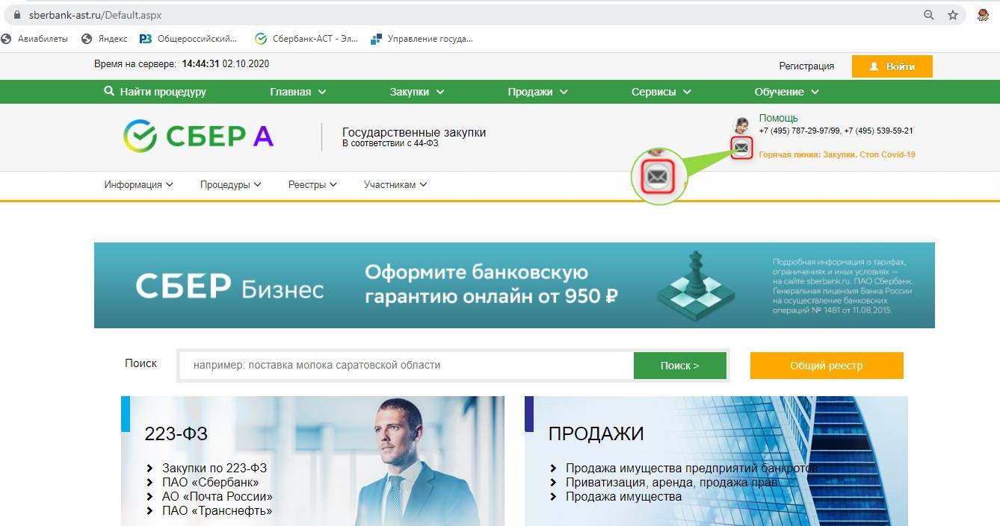 sberbank-ast.ru/Default.aspx
Авиабилеты
Яндекс
РВ
Общероссийский...
Сбербанк-АСТ - Эл...
Управление госуда...
Время на сервере: 14:44:31 02.10.2020
Регистрация
Войти
Найти процедуру
Главная
Закупки
Продажи
Сервисы
Обучение
СБЕР А
Государственные закупки
В соответствии с 44-ФЗ
Помощь
+7 (495) 787-29-97/99, +7 (495) 539-59-21
Горячая линия: Закупки. Стоп Covid-19
Информация
Процедуры
Реестры
Участникам
СБЕР Бизнес
Оформите банковскую
гарантию онлайн от 950 ₽
Подробная информация о тарифах,
ограничениях и иных условиях —
на сайте sberbank.ru. ПАО Сбербанк.
Генеральная лицензия Банка России
на осуществление банковских
операций № 1481 от 11.08.2015.
Поиск
например: поставка молока саратовской области
Поиск >
Общий реестр
223-ФЗ
Закупки по 223-ФЗ
ПАО «Сбербанк»
АО «Почта России»
ПАО «Транснефть»
ПРОДАЖИ
Продажа имущества предприятий банкротов
Приватизация, аренда, продажа прав
Продажа имущества